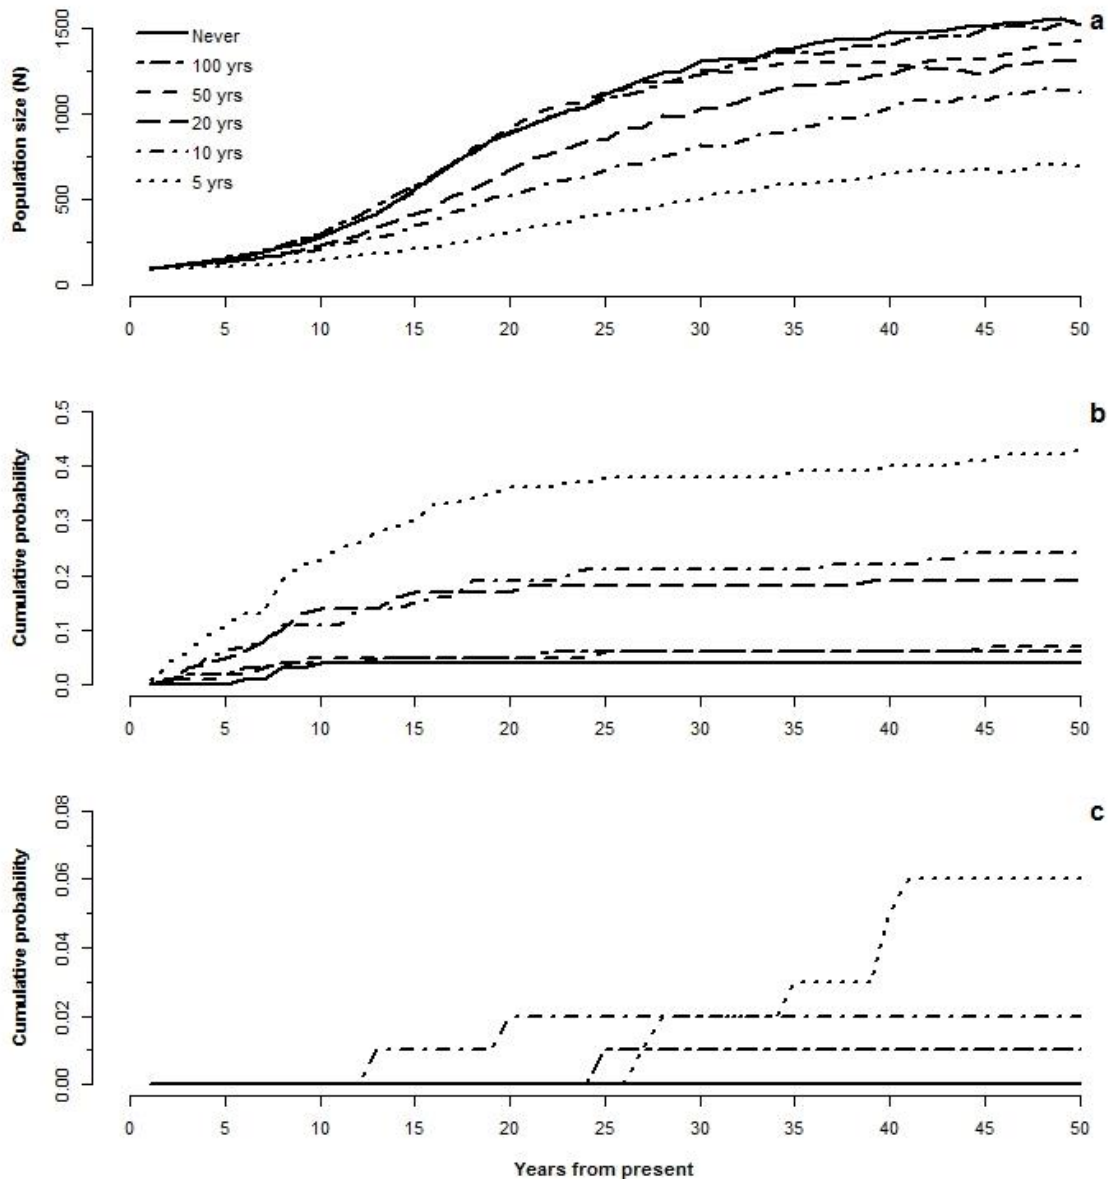 a
Population size (N)
0 500 1000 1500
Never
100 yrs
50 yrs
20 yrs
10 yrs
5 yrs
0 5 10 15 20 25 30 35 40 45 50
b
Cumulative probability
0.0 0.1 0.2 0.3 0.4 0.5
0 5 10 15 20 25 30 35 40 45 50
c
Cumulative probability
0.00 0.02 0.04 0.06 0.08
0 5 10 15 20 25 30 35 40 45 50
Years from present